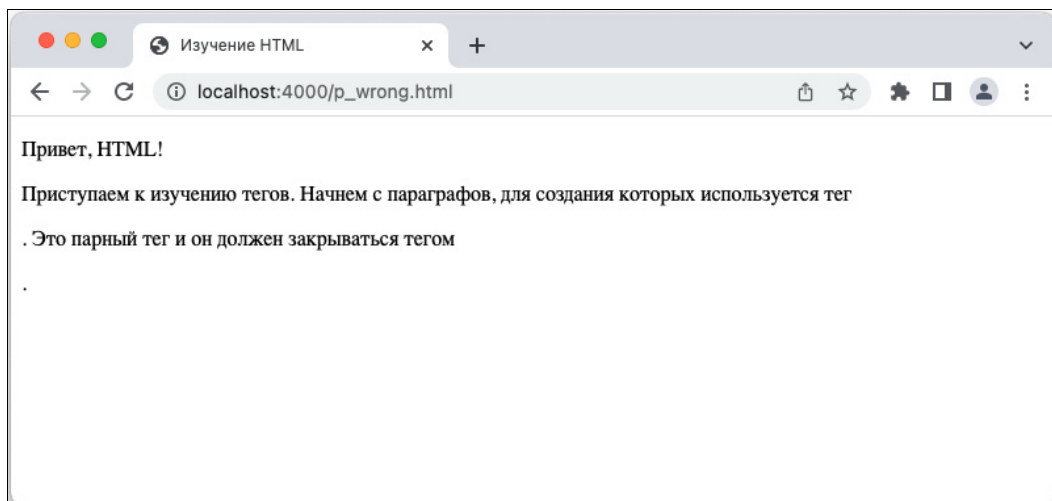 Изучение HTML
localhost:4000/p_wrong.html
Привет, HTML!
Приступаем к изучению тегов. Начнем с параграфов, для создания которых используется тег
. Это парный тег и он должен закрываться тегом
.